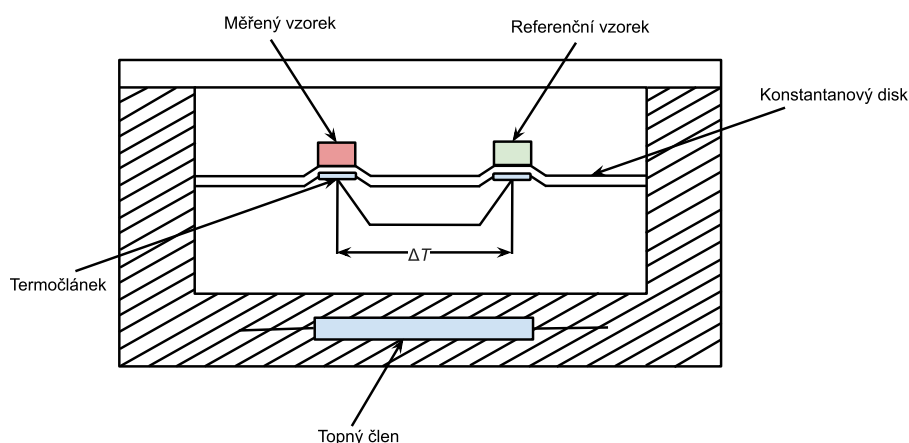 Měřený vzorek
Referenční vzorek
Konstantanový disk
ΔT
Termočlánek
Topný člen